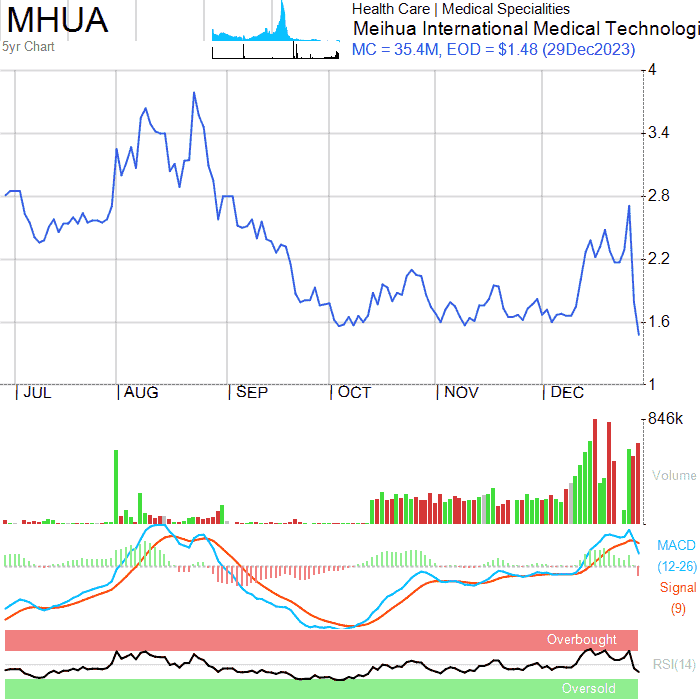 MHUA
5yr Chart
Health Care | Medical Specialities
Meihua International Medical Technologi
MC = 35.4M, EOD = $1.48 (29Dec2023)
4
3.4
2.8
2.2
1.6
1
JUL AUG SEP OCT NOV DEC
846k
Volume
MACD
(12-26)
Signal
(9)
Overbought
RSI(14)
Oversold